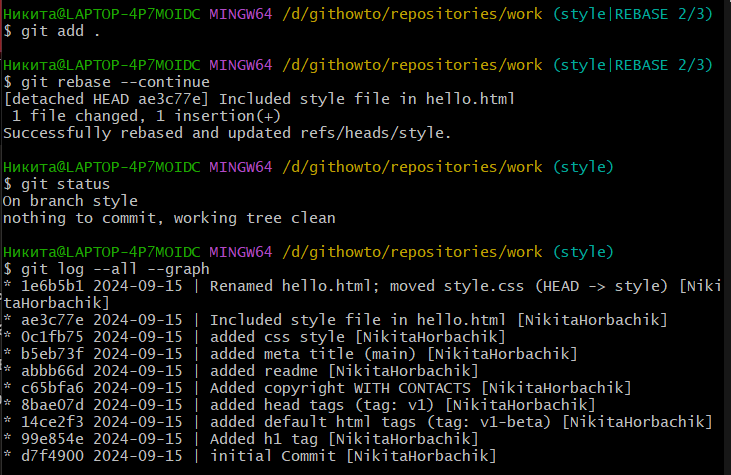 Никита@LAPTOP-4P7MOIDC MINGW64 /d/githowto/repositories/work (style|REBASE 2/3)
$ git add .
Никита@LAPTOP-4P7MOIDC MINGW64 /d/githowto/repositories/work (style|REBASE 2/3)
$ git rebase --continue
[detached HEAD ae3c77e] Included style file in hello.html
 1 file changed, 1 insertion(+)
Successfully rebased and updated refs/heads/style.
Никита@LAPTOP-4P7MOIDC MINGW64 /d/githowto/repositories/work (style)
$ git status
On branch style
nothing to commit, working tree clean
Никита@LAPTOP-4P7MOIDC MINGW64 /d/githowto/repositories/work (style)
$ git log --all --graph
* 1e6b5b1 2024-09-15 | Renamed hello.html; moved style.css (HEAD -> style) [Niki
taHorbachik]
* ae3c77e 2024-09-15 | Included style file in hello.html [NikitaHorbachik]
* 0c1fb75 2024-09-15 | added css style [NikitaHorbachik]
* b5eb73f 2024-09-15 | added meta title (main) [NikitaHorbachik]
* abbb66d 2024-09-15 | added readme [NikitaHorbachik]
* c65bfa6 2024-09-15 | Added copyright WITH CONTACTS [NikitaHorbachik]
* 8bae07d 2024-09-15 | added head tags (tag: v1) [NikitaHorbachik]
* 14ce2f3 2024-09-15 | added default html tags (tag: v1-beta) [NikitaHorbachik]
* 99e854e 2024-09-15 | Added h1 tag [NikitaHorbachik]
* d7f4900 2024-09-15 | initial Commit [NikitaHorbachik]